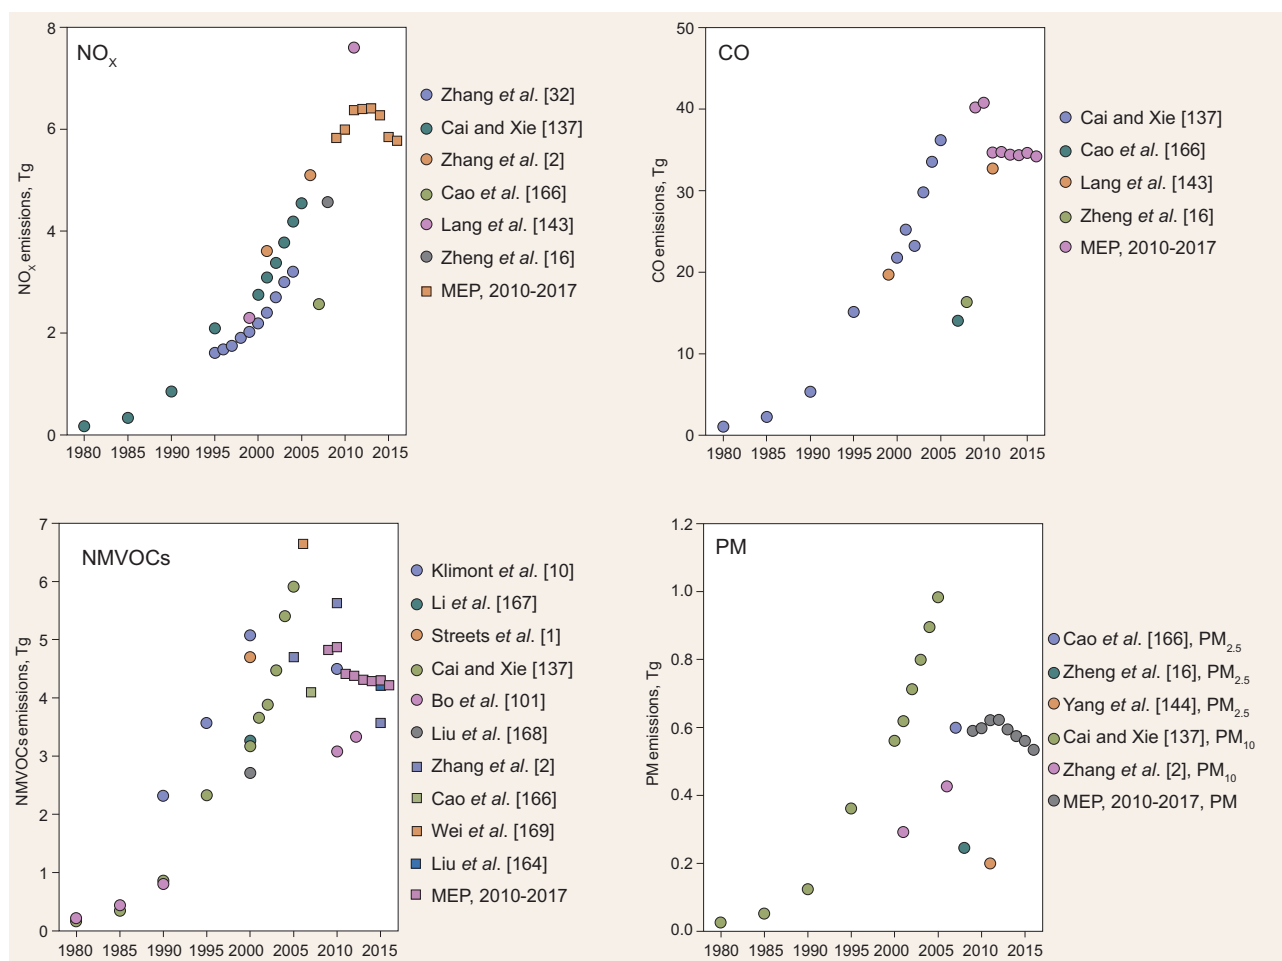 NOX
NOX emissions, Tg
8
6
4
2
0
1980 1985 1990 1995 2000 2005 2010 2015
Zhang et al. [32]
Cai and Xie [137]
Zhang et al. [2]
Cao et al. [166]
Lang et al. [143]
Zheng et al. [16]
MEP, 2010-2017
CO
CO emissions, Tg
50
40
30
20
10
0
1980 1985 1990 1995 2000 2005 2010 2015
Cai and Xie [137]
Cao et al. [166]
Lang et al. [143]
Zheng et al. [16]
MEP, 2010-2017
NMVOCs
NMVOCs emissions, Tg
7
6
5
4
3
2
1
0
1980 1985 1990 1995 2000 2005 2010 2015
Klimont et al. [10]
Li et al. [167]
Streets et al. [1]
Cai and Xie [137]
Bo et al. [101]
Liu et al. [168]
Zhang et al. [2]
Cao et al. [166]
Wei et al. [169]
Liu et al. [164]
MEP, 2010-2017
PM
PM emissions, Tg
1.2
1.0
0.8
0.6
0.4
0.2
0.0
1980 1985 1990 1995 2000 2005 2010 2015
Cao et al. [166], PM2.5
Zheng et al. [16], PM2.5
Yang et al. [144], PM2.5
Cai and Xie [137], PM10
Zhang et al. [2], PM10
MEP, 2010-2017, PM